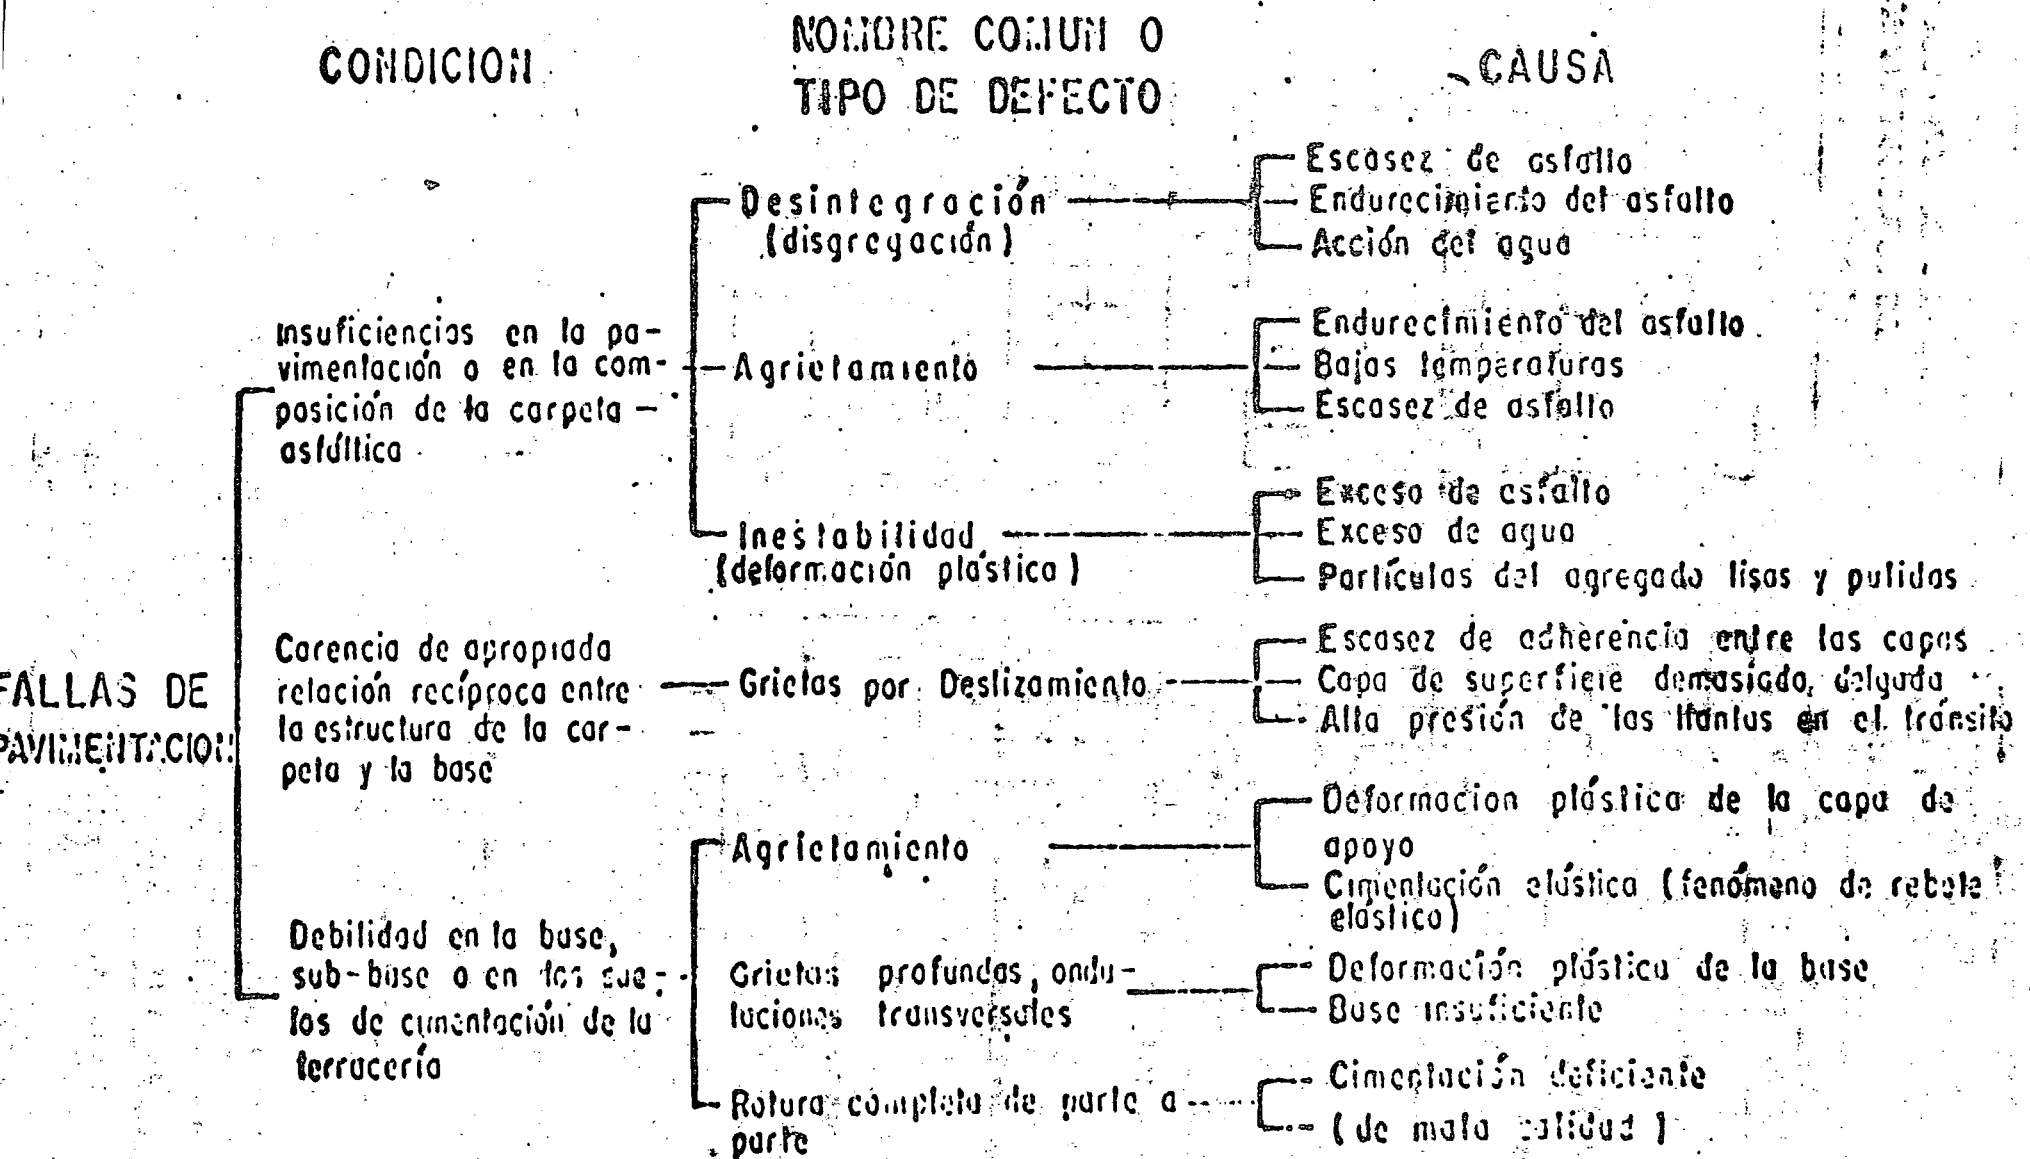 CONDICION
NOMBRE COMUN O
TIPO DE DEFECTO
CAUSA
FALLAS DE
PAVIMENTACION
Insuficiencias en la pa-
vimentación o en la com-
posición de la carpeta -
asfáltica
Desintegración
(disgregación)
Escasez de asfalto
Endurecimiento del asfalto
Acción del agua
Agrietamiento
Endurecimiento del asfalto
Bajas temperaturas
Escasez de asfalto
Inestabilidad
(deformación plástica)
Exceso de asfalto
Exceso de agua
Partículas del agregado lisas y pulidas
Carencia de apropiada
relación recíproca entre
la estructura de la car-
peta y la base
Grietas por Deslizamiento
Escasez de adherencia entre las capas
Capa de superficie demasiado delgada
Alta presión de las llantas en el tránsito
Debilidad en la base,
sub-base o en los sue-
los de cimentación de la
terracería
Agrietamiento
Deformacion plástica de la capa de
apoyo
Cimentación elástica (fenómeno de rebote
elástico)
Grietas profundas, ondu-
laciones transversales
Deformación plástica de la base
Base insuficiente
Rotura completa de parte a
parte
Cimentación deficiente
(de mala calidad)